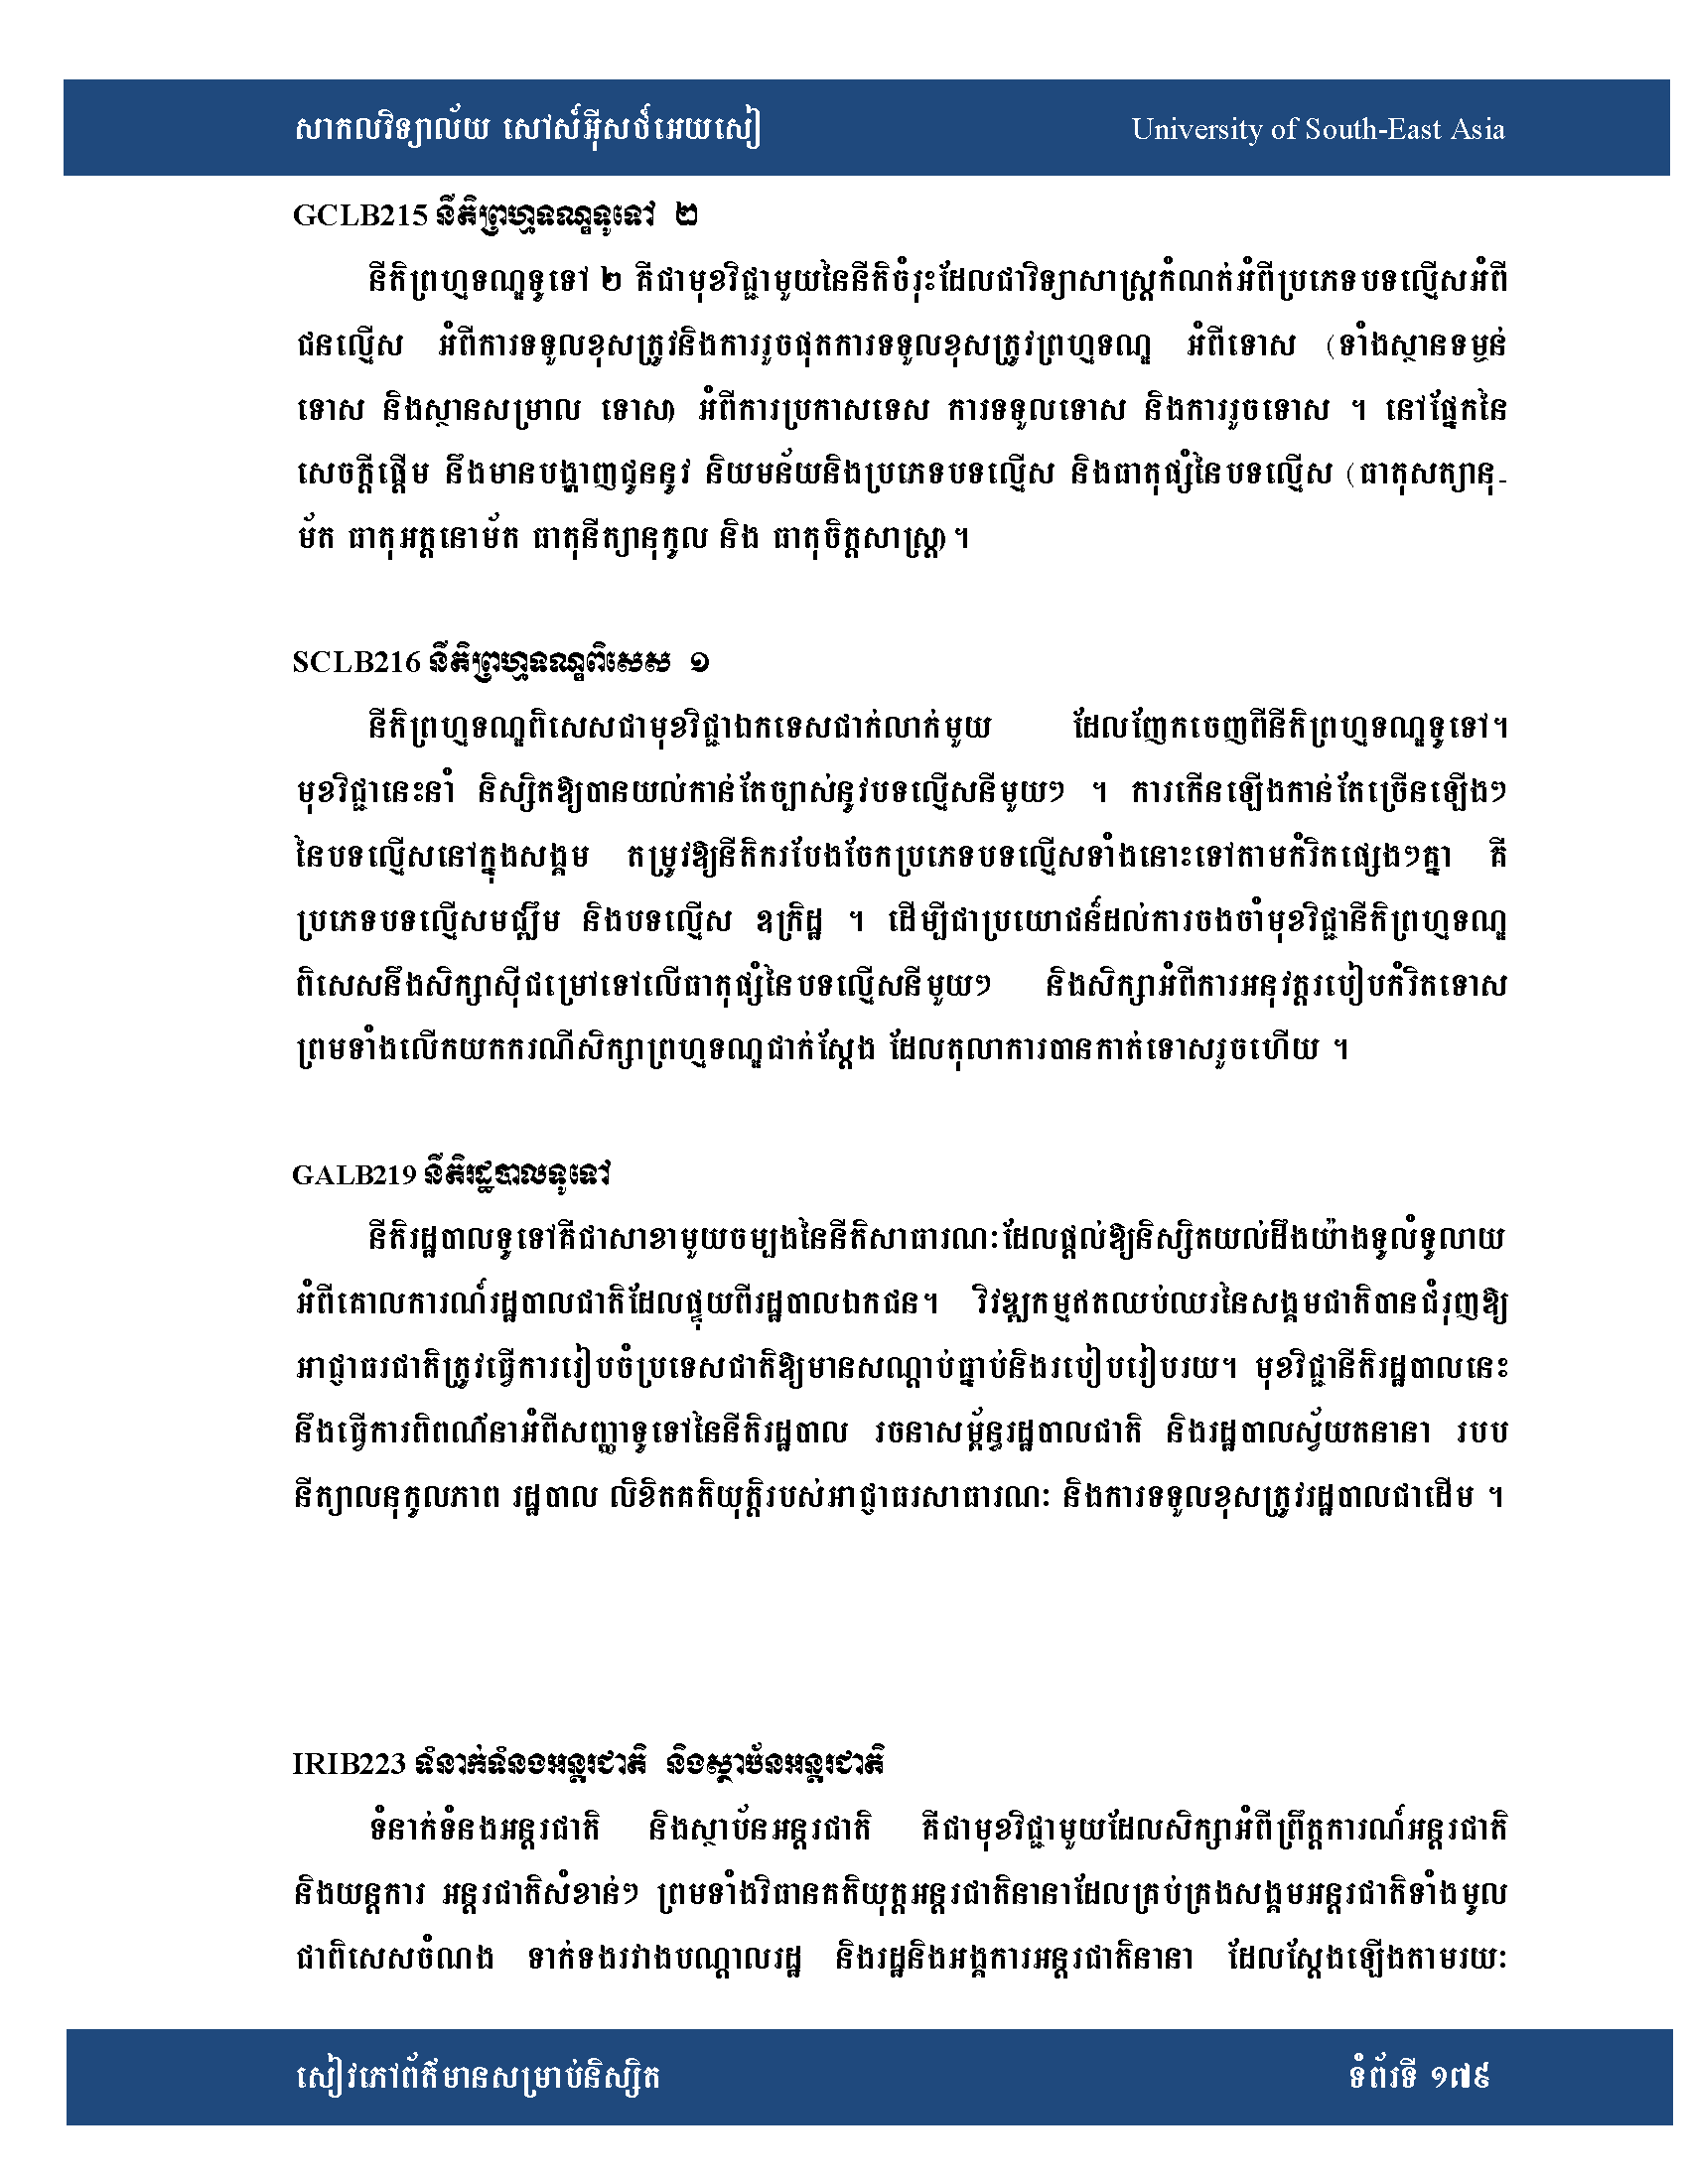 សាកលវិទ្យាល័យ សៅស៍អ៊ីសថ៍អេយសៀ University of South-East Asia
GCLB215 នីតិព្រហ្មទណ្ឌទូទៅ ២
នីតិព្រហ្មទណ្ឌទូទៅ ២ គឺជាមុខវិជ្ជាមួយនៃនីតិចំរុះដែលជាវិទ្យាសាស្ត្រកំណត់អំពីប្រភេទបទល្មើសអំពី
ជនល្មើស អំពីការទទួលខុសត្រូវនិងការរួចផុតការទទួលខុសត្រូវព្រហ្មទណ្ឌ អំពីទោស (ទាំងស្ថានទម្ងន់
ទោស និងស្ថានសម្រាល ទោស) អំពីការប្រកាសទេស ការទទួលទោស និងការរួចទោស ។ នៅផ្នែកនៃ
សេចក្តីផ្តើម នឹងមានបង្ហាញជូននូវ និយមន័យនិងប្រភេទបទល្មើស និងធាតុផ្សំនៃបទល្មើស (ធាតុសត្យានុ-
ម័ត ធាតុអត្តនោម័ត ធាតុនីត្យានុកូល និង ធាតុចិត្តសាស្ត្រ) ។
SCLB216 នីតិព្រហ្មទណ្ឌពិសេស ១
នីតិព្រហ្មទណ្ឌពិសេសជាមុខវិជ្ជាឯកទេសជាក់លាក់មួយ ដែលញែកចេញពីនីតិព្រហ្មទណ្ឌទូទៅ។
មុខវិជ្ជានេះនាំ និស្សិតឱ្យបានយល់កាន់តែច្បាស់នូវបទល្មើសនីមួយៗ ។ ការកើនឡើងកាន់តែច្រើនឡើងៗ
នៃបទល្មើសនៅក្នុងសង្គម តម្រូវឱ្យនីតិករបែងចែកប្រភេទបទល្មើសទាំងនោះទៅតាមកំរិតផ្សេងៗគ្នា គឺ
ប្រភេទបទល្មើសមជ្ឈឹម និងបទល្មើស ឧក្រិដ្ឋ ។ ដើម្បីជាប្រយោជន៍ដល់ការចងចាំមុខវិជ្ជានីតិព្រហ្មទណ្ឌ
ពិសេសនឹងសិក្សាស៊ីជម្រៅទៅលើធាតុផ្សំនៃបទល្មើសនីមួយៗ និងសិក្សាអំពីការអនុវត្តរបៀបកំរិតទោស
ព្រមទាំងលើកយកករណីសិក្សាព្រហ្មទណ្ឌជាក់ស្តែង ដែលតុលាការបានកាត់ទោសរួចហើយ ។
GALB219 នីតិរដ្ឋបាលទូទៅ
នីតិរដ្ឋបាលទូទៅគឺជាសាខាមួយចម្បងនៃនីតិសាធារណៈដែលផ្តល់ឱ្យនិស្សិតយល់ដឹងយ៉ាងទូលំទូលាយ
អំពីគោលការណ៍រដ្ឋបាលជាតិដែលផ្ទុយពីរដ្ឋបាលឯកជន។ វិវឌ្ឍកម្មឥតឈប់ឈរនៃសង្គមជាតិបានជំរុញឱ្យ
អាជ្ញាធរជាតិត្រូវធ្វើការរៀបចំប្រទេសជាតិឱ្យមានសណ្តាប់ធ្នាប់និងរបៀបរៀបរយ។ មុខវិជ្ជានីតិរដ្ឋបាលនេះ
នឹងធ្វើការពិពណ៌នាអំពីសញ្ញាទូទៅនៃនីតិរដ្ឋបាល រចនាសម្ព័ន្ធរដ្ឋបាលជាតិ និងរដ្ឋបាលស្វ័យតនានា របប
នីត្យាលនុកូលភាព រដ្ឋបាល លិខិតគតិយុត្តិរបស់អាជ្ញាធរសាធារណៈ និងការទទួលខុសត្រូវរដ្ឋបាលជាដើម ។
IRIB223 ទំនាក់ទំនងអន្តរជាតិ និងស្ថាប័នអន្តរជាតិ
ទំនាក់ទំនងអន្តរជាតិ និងស្ថាប័នអន្តរជាតិ គឺជាមុខវិជ្ជាមួយដែលសិក្សាអំពីព្រឹត្តការណ៍អន្តរជាតិ
និងយន្តការ អន្តរជាតិសំខាន់ៗ ព្រមទាំងវិធានគតិយុត្តអន្តរជាតិនានាដែលគ្រប់គ្រងសង្គមអន្តរជាតិទាំងមូល
ជាពិសេសចំណង ទាក់ទងរវាងបណ្តាលរដ្ឋ និងរដ្ឋនិងអង្គការអន្តរជាតិនានា ដែលស្តែងឡើងតាមរយៈ
សៀវភៅព័ត៌មានសម្រាប់និស្សិត ទំព័រទី ១៧៩